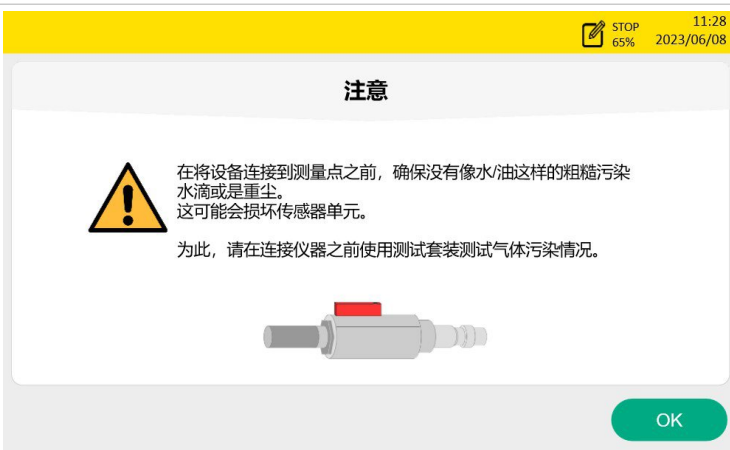 STOP 11:28
65% 2023/06/08
注意
在将设备连接到测量点之前，确保没有像水/油这样的粗糙污染
水滴或是重尘。
这可能会损坏传感器单元。
为此，请在连接仪器之前使用测试套装测试气体污染情况。
OK